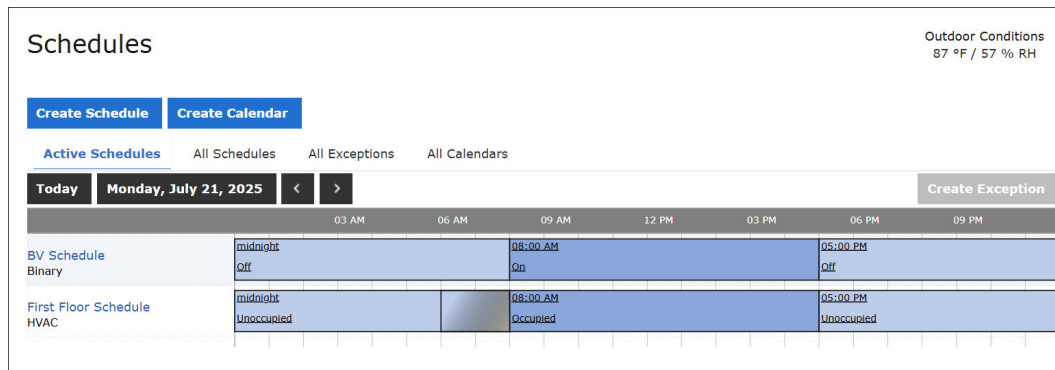 Schedules
Outdoor Conditions
87 °F / 57 % RH
Create Schedule Create Calendar
Active Schedules All Schedules All Exceptions All Calendars
Today Monday, July 21, 2025 < > Create Exception
03 AM 06 AM 09 AM 12 PM 03 PM 06 PM 09 PM
BV Schedule
Binary
midnight 08:00 AM 05:00 PM
Off On Off
First Floor Schedule
HVAC
midnight 08:00 AM 05:00 PM
Unoccupied Occupied Unoccupied